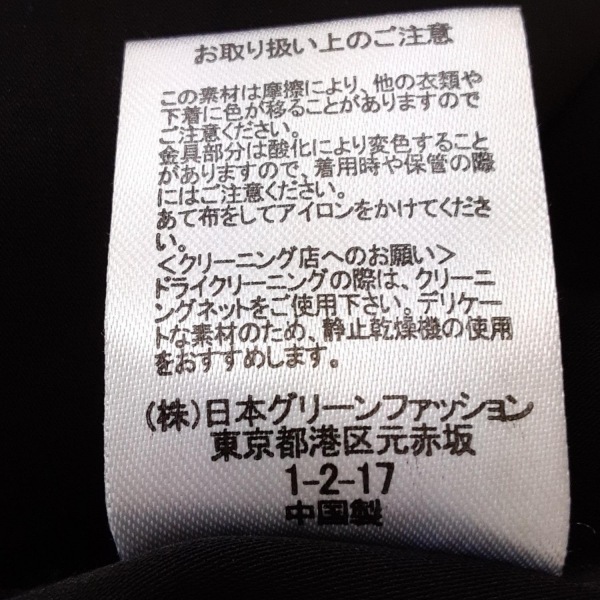 お取り扱い上のご注意
この素材は摩擦により、他の衣類や
下着に色が移ることがありますので
ご注意ください。
金具部分は酸化により変色すること
がありますので、着用時や保管の際
にはご注意ください。
あて布をしてアイロンをかけてくださ
い。
＜クリーニング店へのお願い＞
ドライクリーニングの際は、クリーニ
ングネットをご使用下さい。デリケー
トな素材のため、静止乾燥機の使用
をおすすめします。
(株)日本グリーンファッション
東京都港区元赤坂
1-2-17
中国製